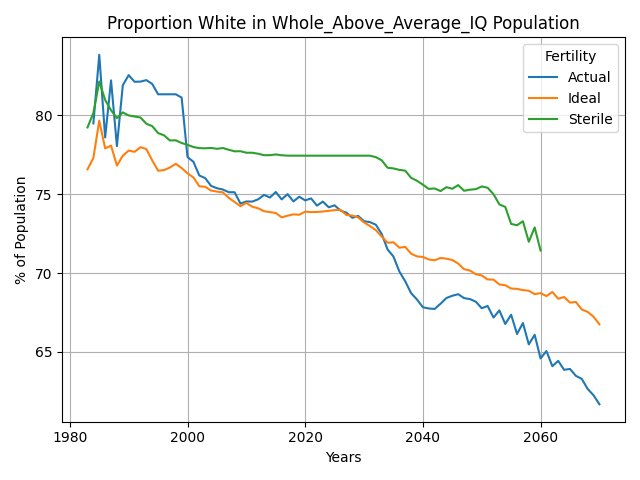 Proportion White in Whole_Above_Average_IQ Population
Fertility
Actual
Ideal
Sterile
% of Population
80
75
70
65
1980
2000
2020
2040
2060
Years